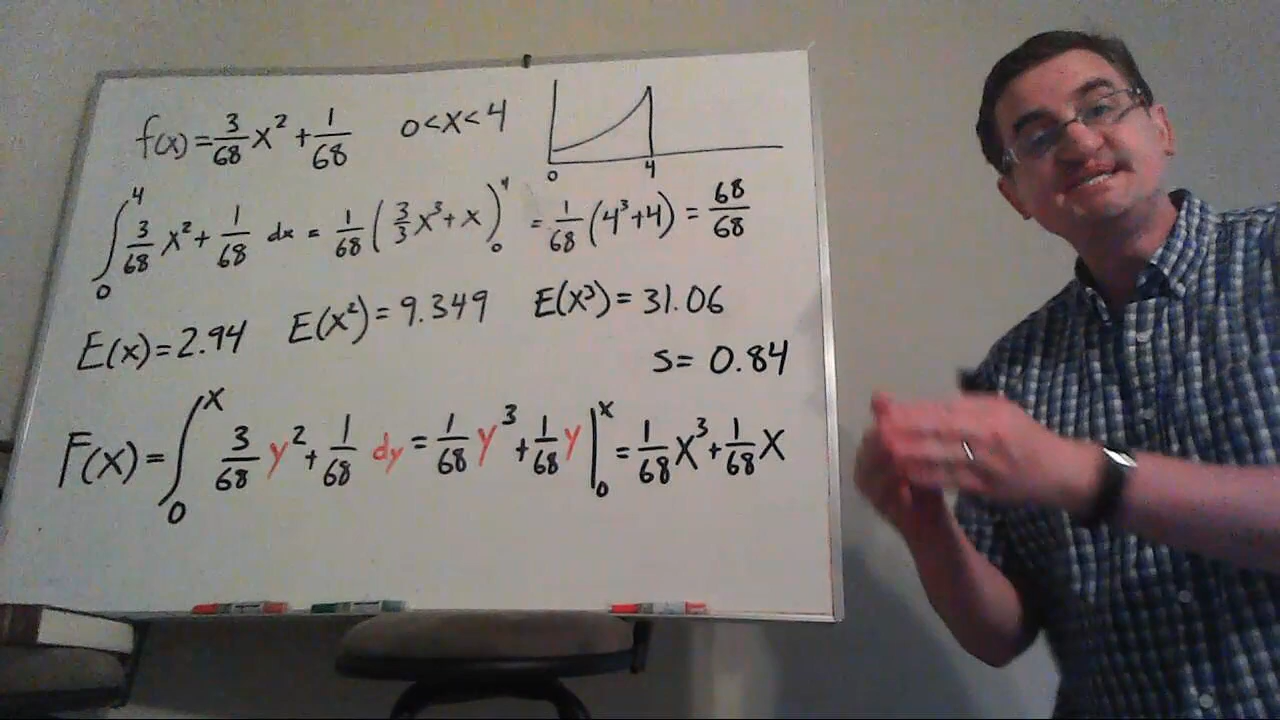 f(x) = 3/68 x² + 1/68   0<x<4
0   4
∫₀⁴ 3/68 x² + 1/68 dx = 1/68 (3/3 x³ + x)₀⁴ = 1/68 (4³+4) = 68/68
E(x) = 2.94   E(x²) = 9.349   E(x³) = 31.06
s = 0.84
F(x) = ∫₀ˣ 3/68 y² + 1/68 dy = 1/68 y³ + 1/68 y |₀ˣ = 1/68 x³ + 1/68 x